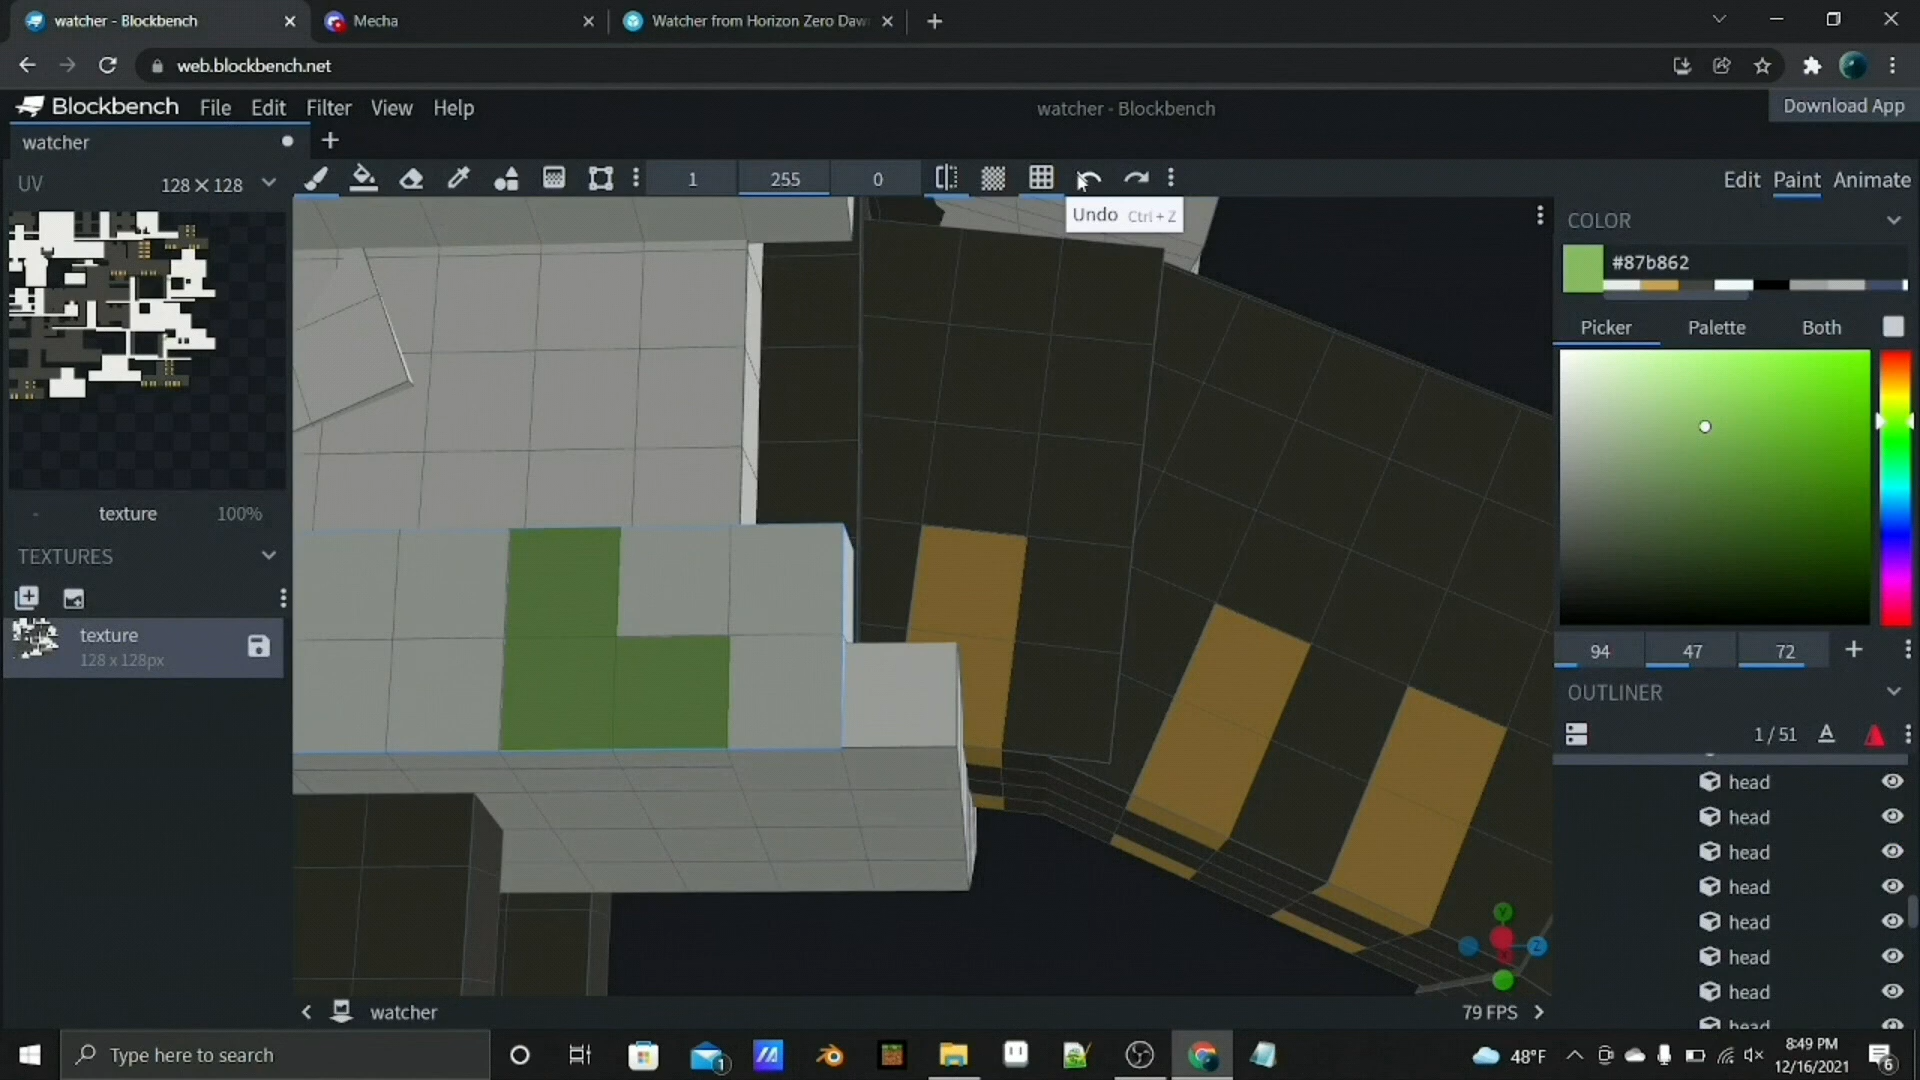 watcher - Blockbench
Mecha
Watcher from Horizon Zero Daw
web.blockbench.net
Blockbench File Edit Filter View Help
watcher - Blockbench
Download App
watcher
UV 128 × 128
1 255 0
Edit Paint Animate
Undo Ctrl + Z
COLOR
#87b862
Picker Palette Both
- texture 100%
TEXTURES
texture
128 x 128px
94 47 72
OUTLINER
1 / 51
head
head
head
head
head
head
head
head
Y
Z
watcher
79 FPS
Type here to search
1
48°F
8:49 PM
12/16/2021
6